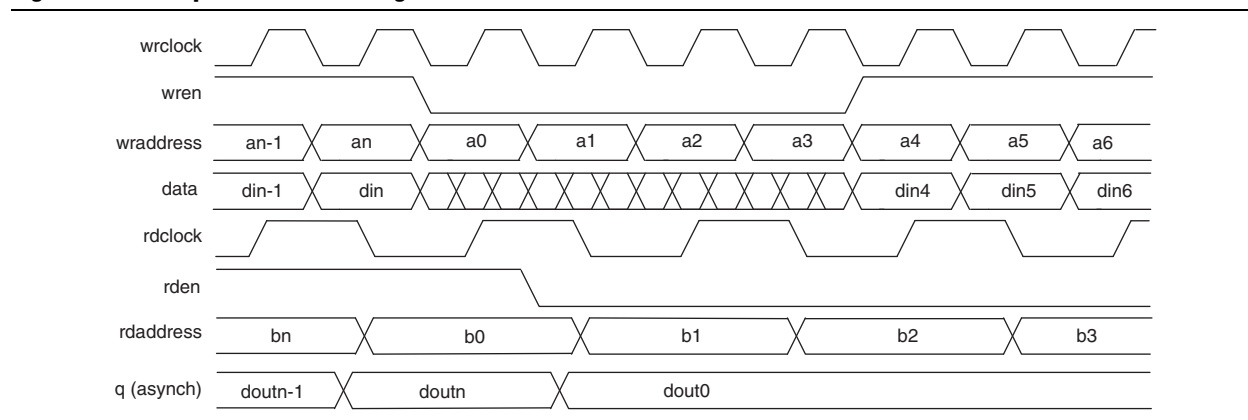 wrclock
wren
wraddress an-1 an a0 a1 a2 a3 a4 a5 a6
data din-1 din din4 din5 din6
rdclock
rden
rdaddress bn b0 b1 b2 b3
q (asynch) doutn-1 doutn dout0